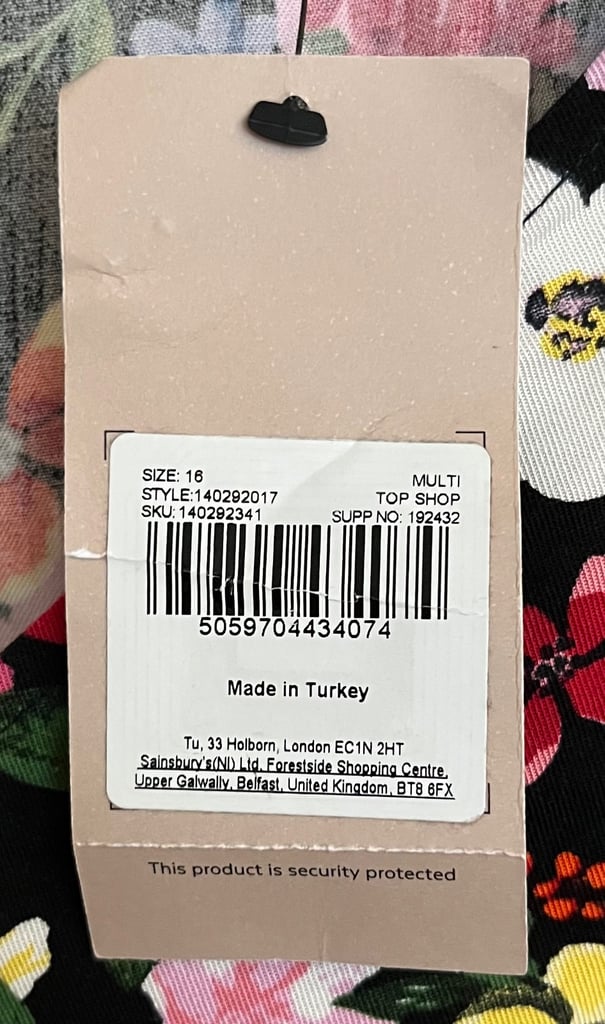 SIZE: 16
MULTI
STYLE:140292017
TOP SHOP
SKU:140292341
SUPP NO: 192432
5059704434074
Made in Turkey
Tu, 33 Holborn, London EC1N 2HT
Sainsbury's(NI) Ltd, Forestside Shopping Centre,
Upper Galwally, Belfast, United Kingdom, BT8 6FX
This product is security protected